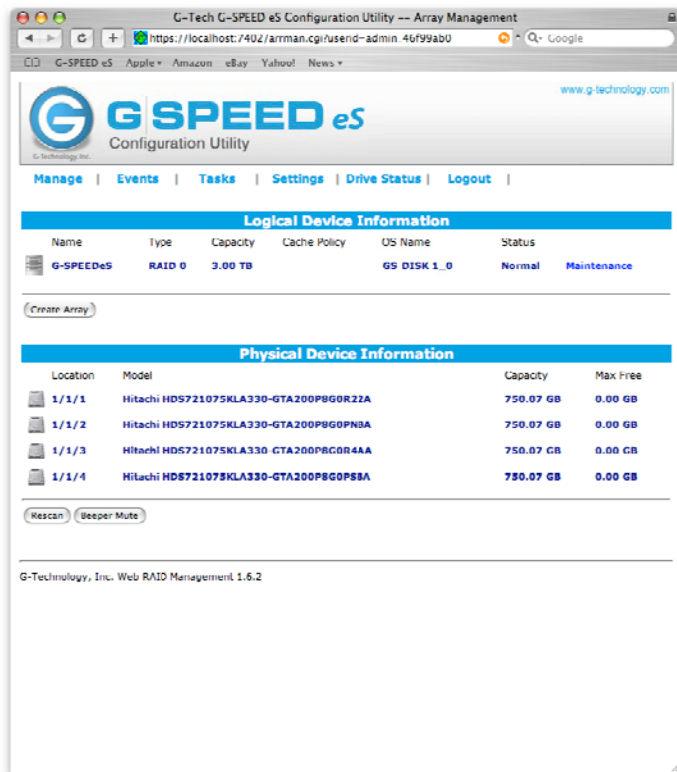 G-Tech G-SPEED eS Configuration Utility -- Array Management
https://localhost:7402/arrman.cgi?userid=admin_46f99ab0
Google
G-SPEED eS Apple Amazon eBay Yahoo! News
www.g-technology.com
G SPEED eS
Configuration Utility
G-Technology, Inc.
Manage | Events | Tasks | Settings | Drive Status | Logout |
Logical Device Information
Name Type Capacity Cache Policy OS Name Status
G-SPEEDeS RAID 0 3.00 TB GS DISK 1_0 Normal Maintenance
Create Array
Physical Device Information
Location Model Capacity Max Free
1/1/1 Hitachi HDS721075KLA330-GTA200P8G0R22A 750.07 GB 0.00 GB
1/1/2 Hitachi HDS721075KLA330-GTA200P8G0PNBA 750.07 GB 0.00 GB
1/1/3 Hitachi HDS721075KLA330-GTA200P8G0R4AA 750.07 GB 0.00 GB
1/1/4 Hitachi HDS721075KLA330-GTA200P8G0PSBA 750.07 GB 0.00 GB
Rescan Beeper Mute
G-Technology, Inc. Web RAID Management 1.6.2